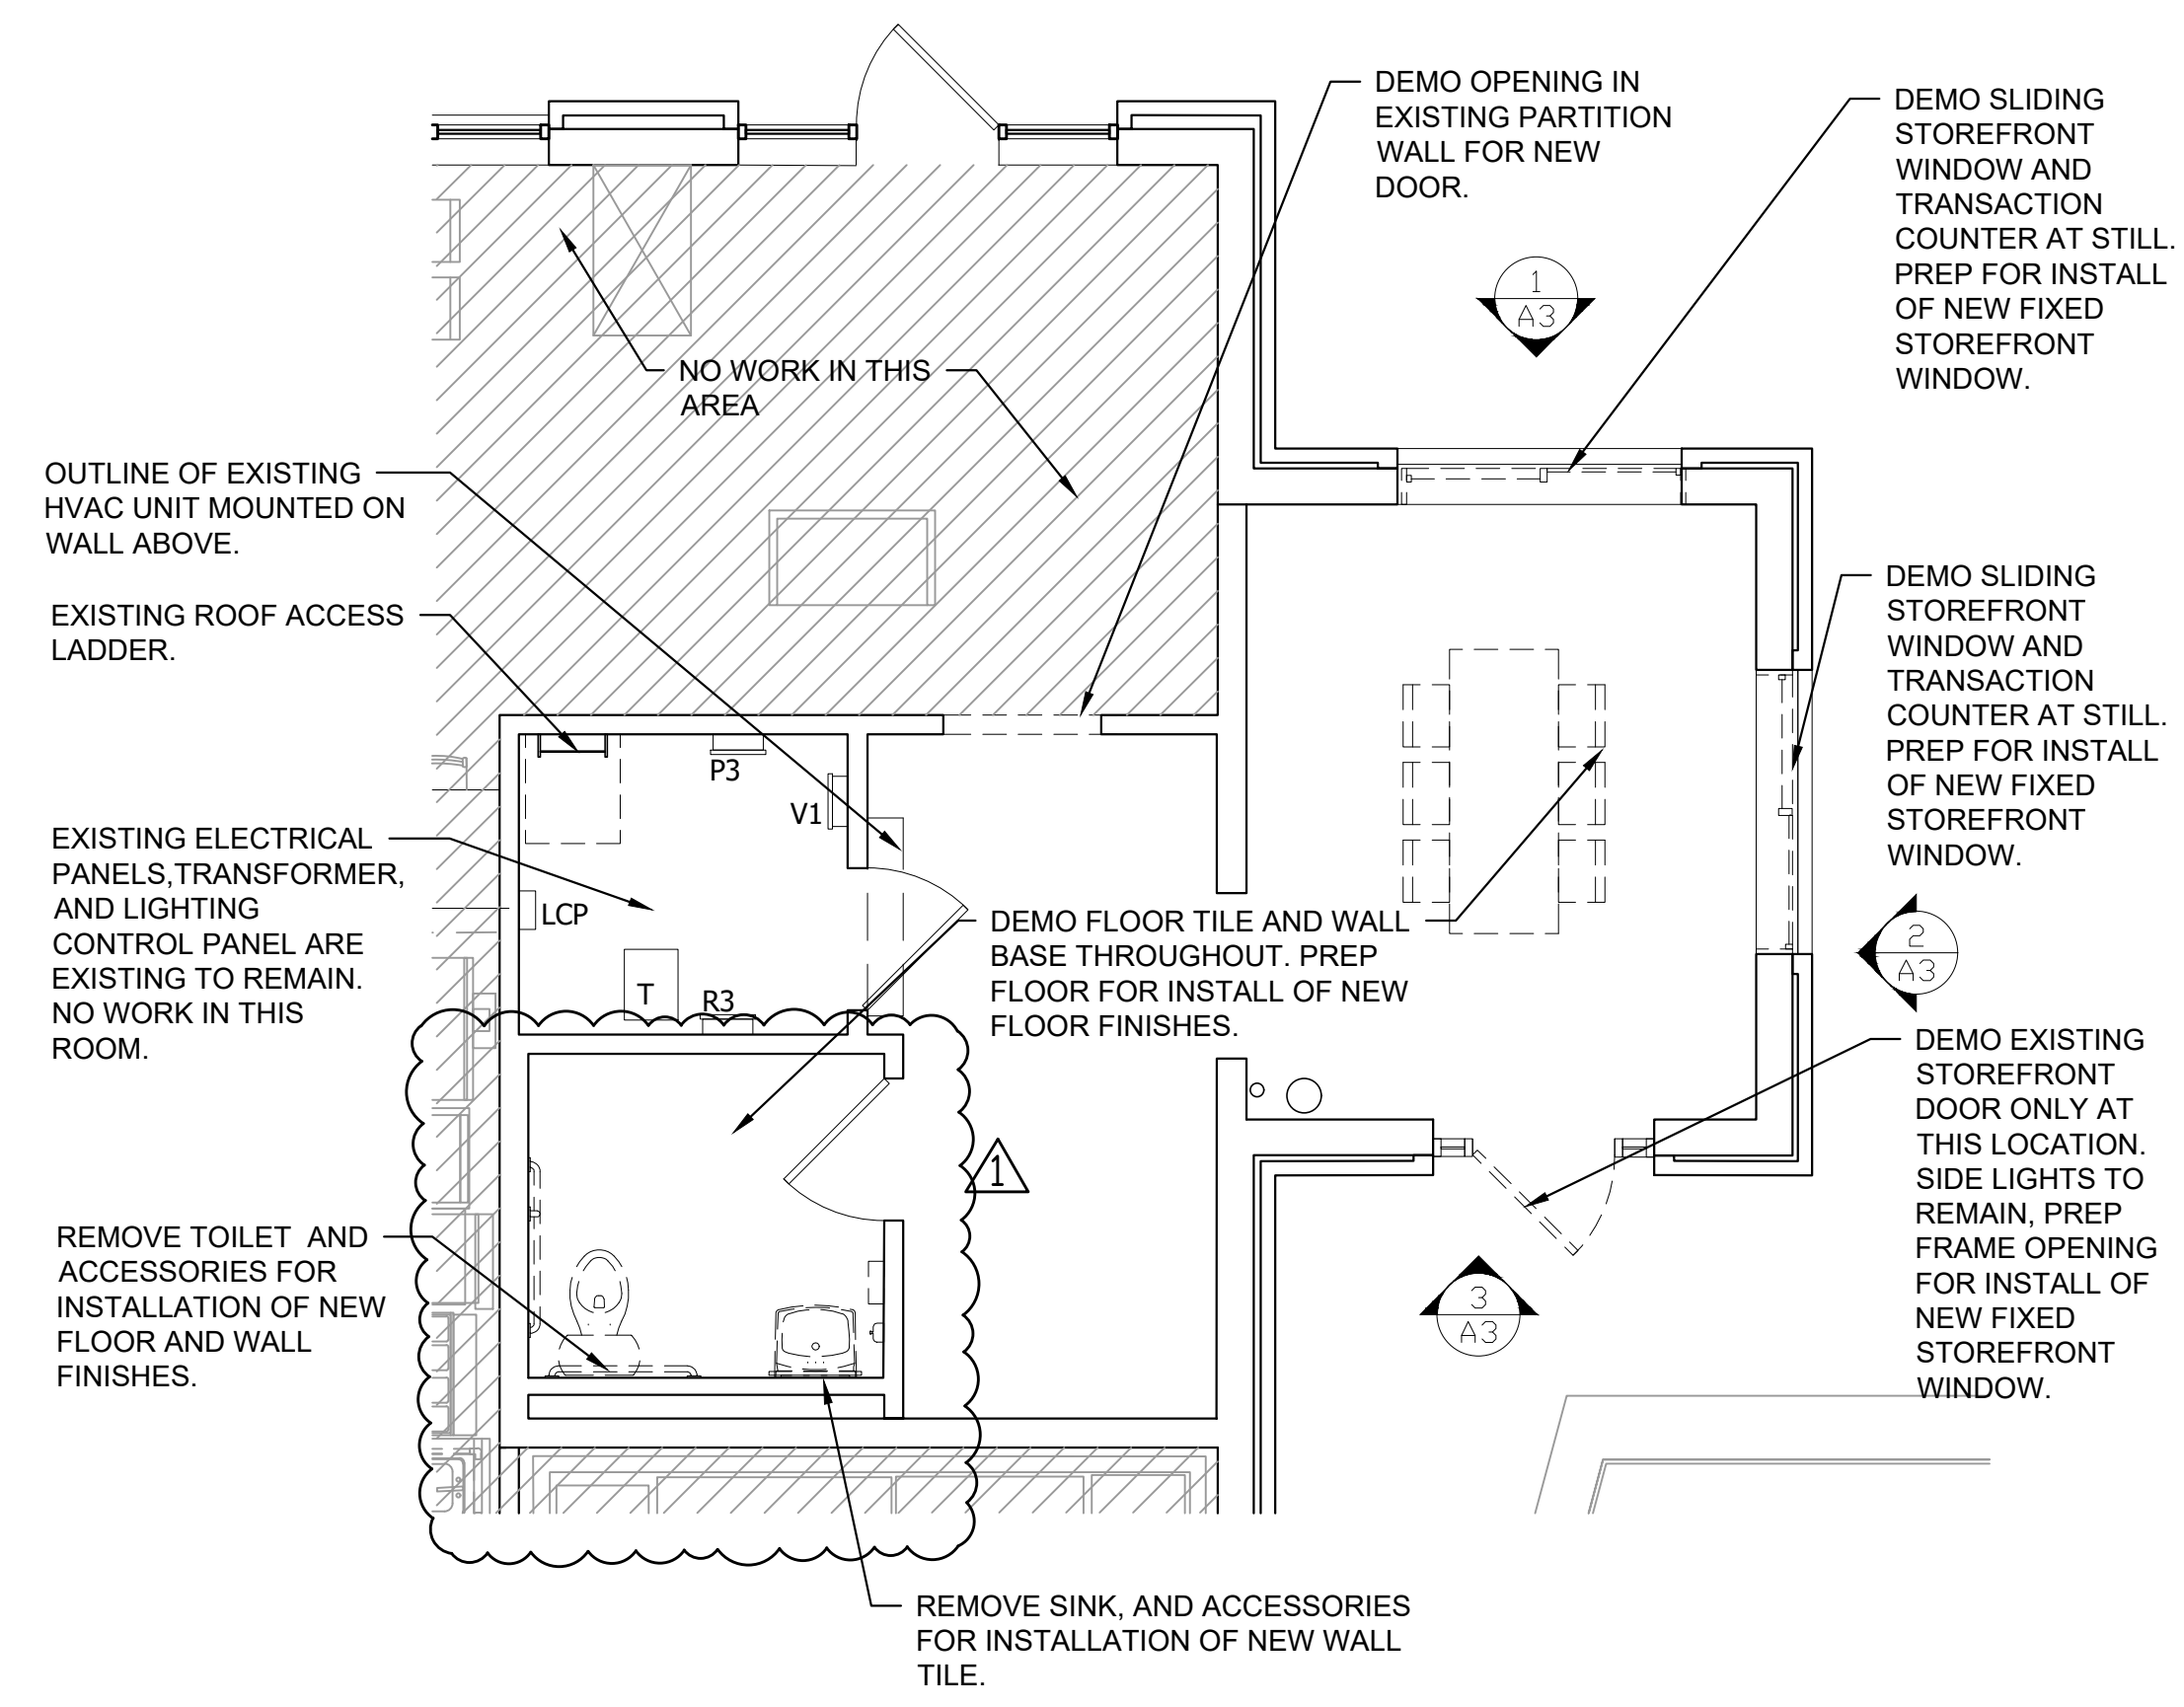 DEMO OPENING IN
EXISTING PARTITION
WALL FOR NEW
DOOR.
DEMO SLIDING
STOREFRONT
WINDOW AND
TRANSACTION
COUNTER AT STILL.
PREP FOR INSTALL
OF NEW FIXED
STOREFRONT
WINDOW.
1
A3
NO WORK IN THIS
AREA
OUTLINE OF EXISTING
HVAC UNIT MOUNTED ON
WALL ABOVE.
EXISTING ROOF ACCESS
LADDER.
DEMO SLIDING
STOREFRONT
WINDOW AND
TRANSACTION
COUNTER AT STILL.
PREP FOR INSTALL
OF NEW FIXED
STOREFRONT
WINDOW.
P3
V1
EXISTING ELECTRICAL
PANELS,TRANSFORMER,
AND LIGHTING
CONTROL PANEL ARE
EXISTING TO REMAIN.
NO WORK IN THIS
ROOM.
LCP
T
R3
DEMO FLOOR TILE AND WALL
BASE THROUGHOUT. PREP
FLOOR FOR INSTALL OF NEW
FLOOR FINISHES.
2
A3
DEMO EXISTING
STOREFRONT
DOOR ONLY AT
THIS LOCATION.
SIDE LIGHTS TO
REMAIN, PREP
FRAME OPENING
FOR INSTALL OF
NEW FIXED
STOREFRONT
WINDOW.
1
REMOVE TOILET AND
ACCESSORIES FOR
INSTALLATION OF NEW
FLOOR AND WALL
FINISHES.
3
A3
REMOVE SINK, AND ACCESSORIES
FOR INSTALLATION OF NEW WALL
TILE.